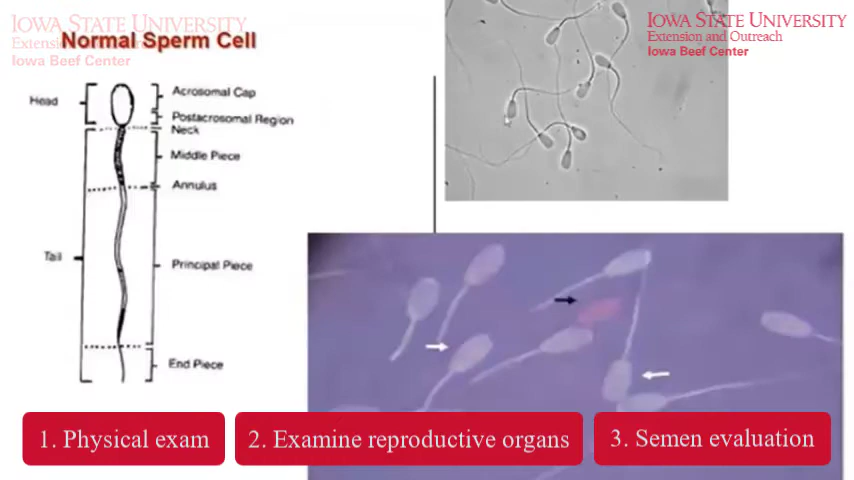 Iowa State University
Extension and Outreach
Iowa Beef Center
Normal Sperm Cell
Head
Acrosomal Cap
Postacrosomal Region
Neck
Middle Piece
Annulus
Tail
Principal Piece
End Piece
Iowa State University
Extension and Outreach
Iowa Beef Center
1. Physical exam
2. Examine reproductive organs
3. Semen evaluation